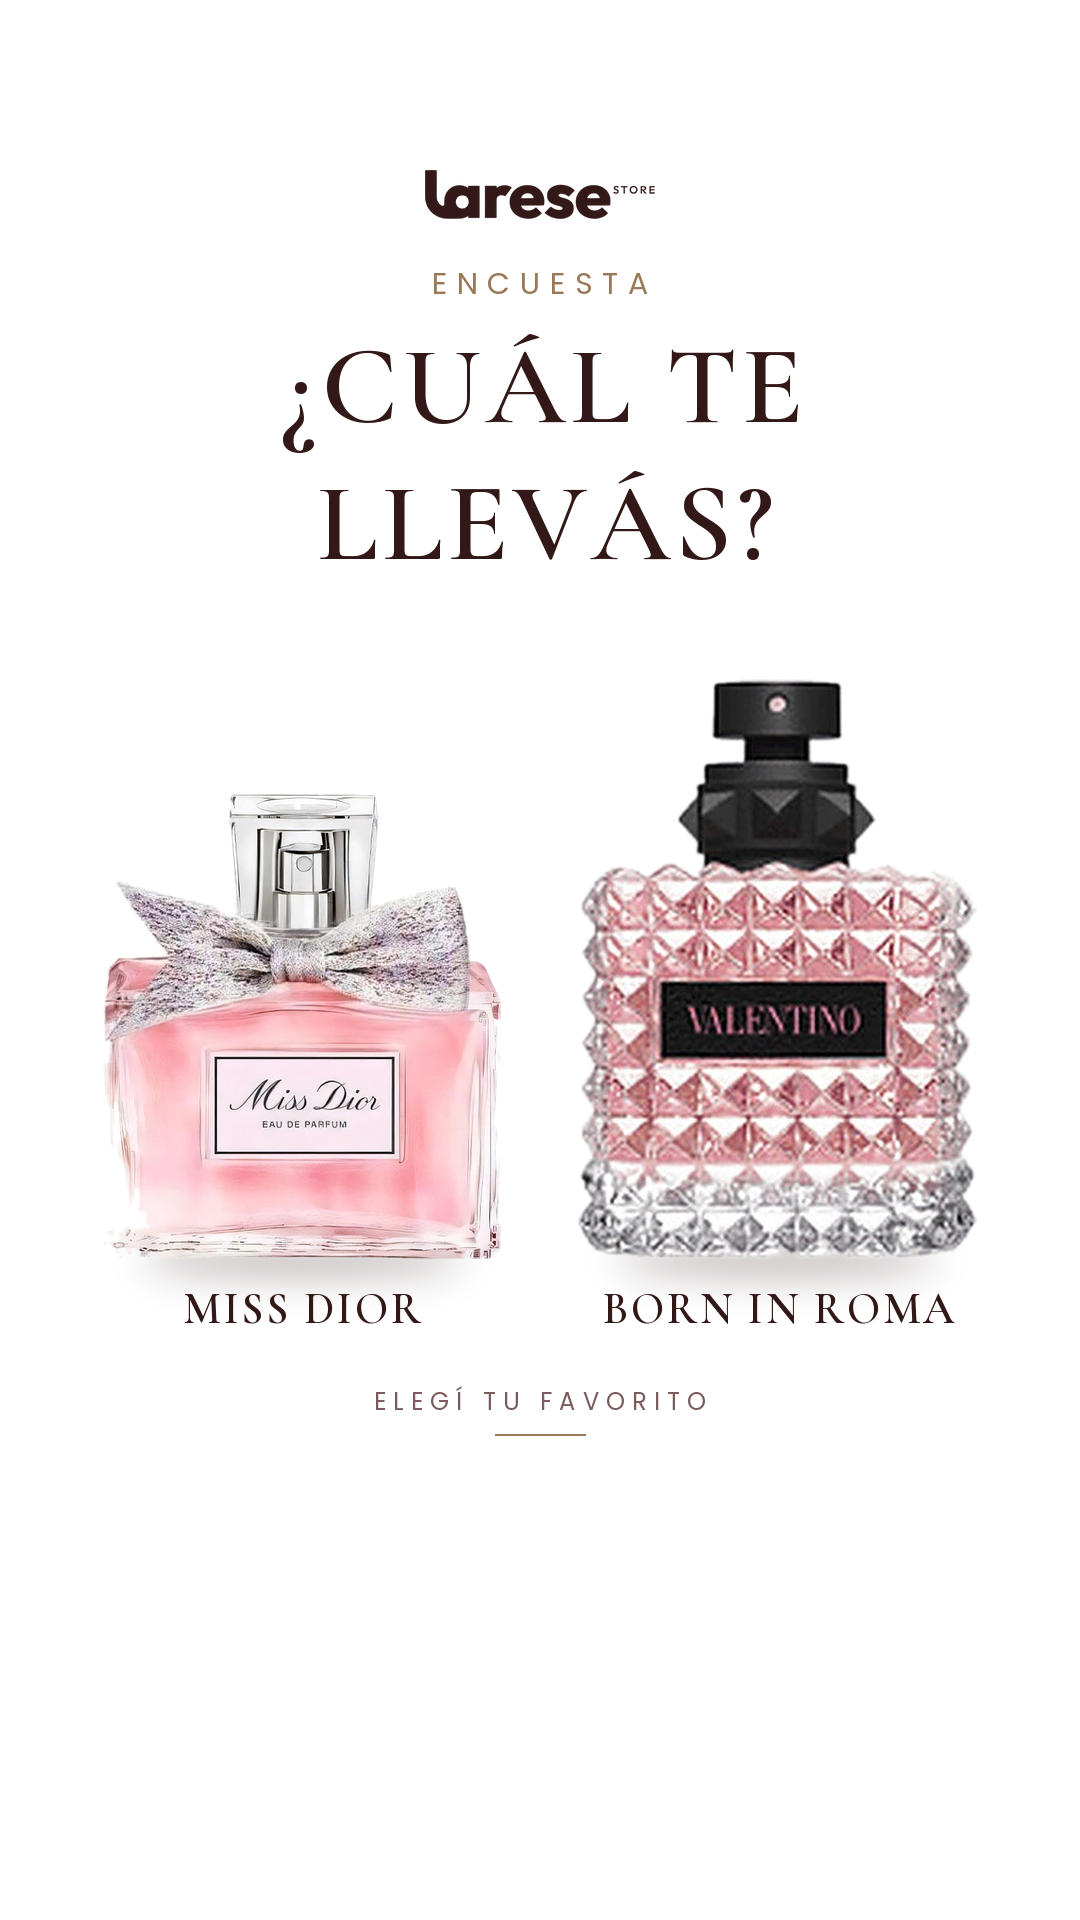 larese STORE
ENCUESTA
¿CUÁL TE
LLEVÁS?
VALENTINO
Miss Dior
EAU DE PARFUM
MISS DIOR
BORN IN ROMA
ELEGÍ TU FAVORITO